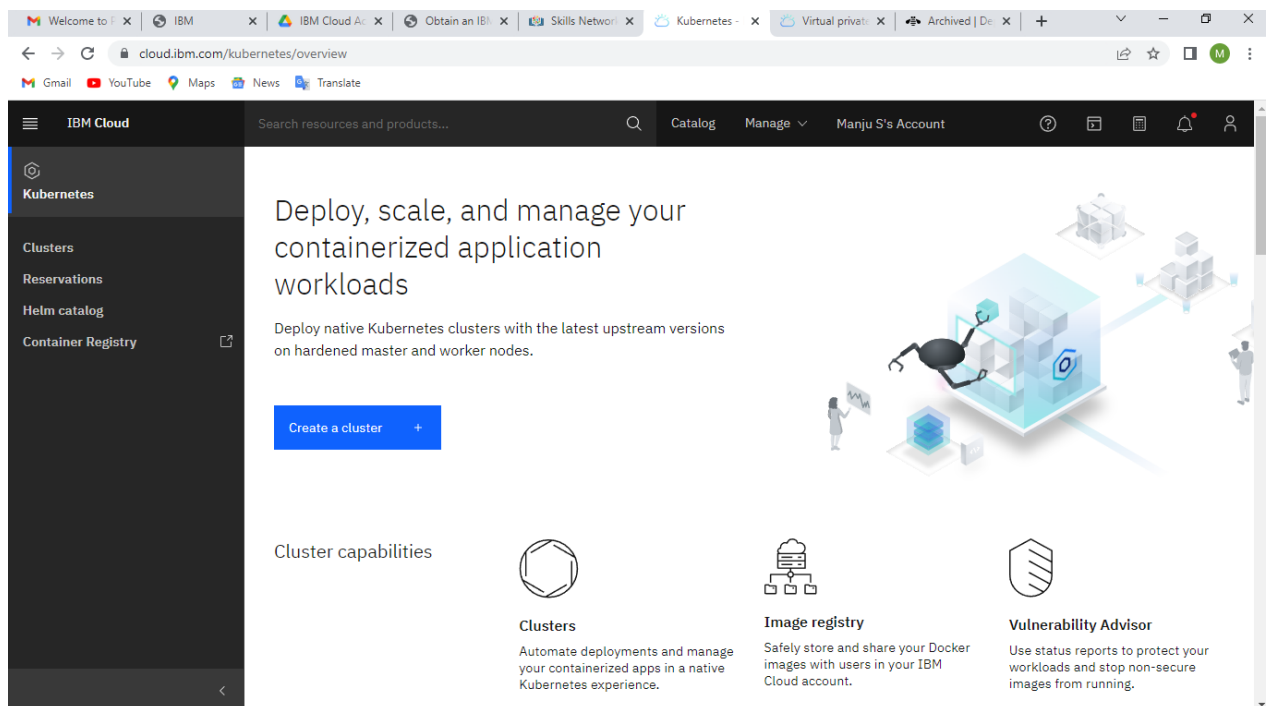 Welcome to
IBM
IBM Cloud Ac
Obtain an IBM
Skills Network
Kubernetes -
Virtual private
Archived | De
cloud.ibm.com/kubernetes/overview
M
Gmail
YouTube
Maps
News
Translate
IBM Cloud
Search resources and products...
Catalog
Manage
Manju S's Account
Kubernetes
Clusters
Reservations
Helm catalog
Container Registry
Deploy, scale, and manage your
containerized application
workloads
Deploy native Kubernetes clusters with the latest upstream versions
on hardened master and worker nodes.
Create a cluster +
Cluster capabilities
Clusters
Automate deployments and manage
your containerized apps in a native
Kubernetes experience.
Image registry
Safely store and share your Docker
images with users in your IBM
Cloud account.
Vulnerability Advisor
Use status reports to protect your
workloads and stop non-secure
images from running.